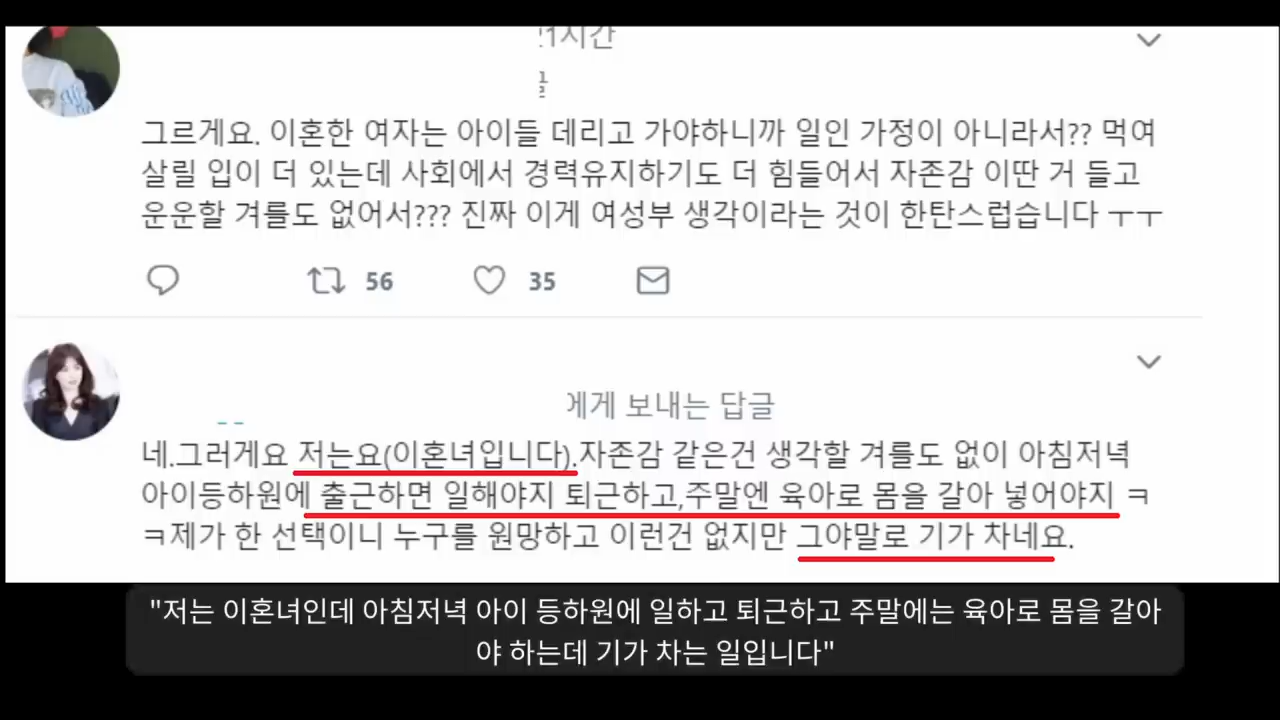 1시간
글
그르게요. 이혼한 여자는 아이들 데리고 가야하니까 일인 가정이 아니라서?? 먹여
살릴 입이 더 있는데 사회에서 경력유지하기도 더 힘들어서 자존감 이딴 거 들고
운운할 겨를도 없어서??? 진짜 이게 여성부 생각이라는 것이 한탄스럽습니다 ㅜㅜ
56 35
에게 보내는 답글
네.그러게요 저는요(이혼녀입니다).자존감 같은건 생각할 겨를도 없이 아침저녁
아이등하원에 출근하면 일해야지 퇴근하고,주말엔 육아로 몸을 갈아 넣어야지 ㅋ
ㅋ제가 한 선택이니 누구를 원망하고 이런건 없지만 그야말로 기가 차네요.
"저는 이혼녀인데 아침저녁 아이 등하원에 일하고 퇴근하고 주말에는 육아로 몸을 갈아
야 하는데 기가 차는 일입니다"